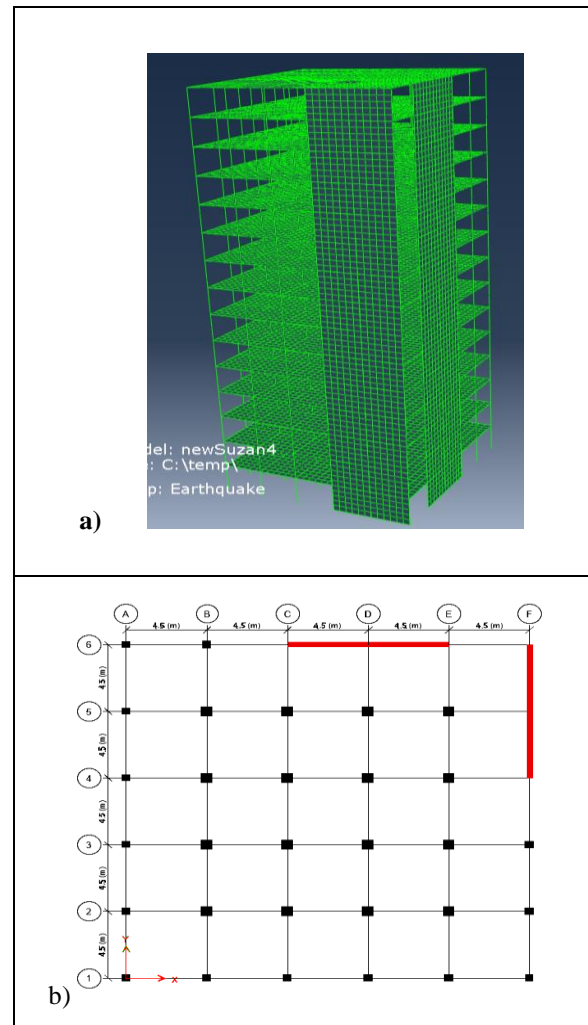 del: newSuzan4
: C:\temp\
p: Earthquake
a)
A B C D E F
4.5 (m) 4.5 (m) 4.5 (m) 4.5 (m) 4.5 (m)
6
4.5 (m)
5
4.5 (m)
4
4.5 (m)
3
4.5 (m)
2
4.5 (m)
Y
X
1
b)